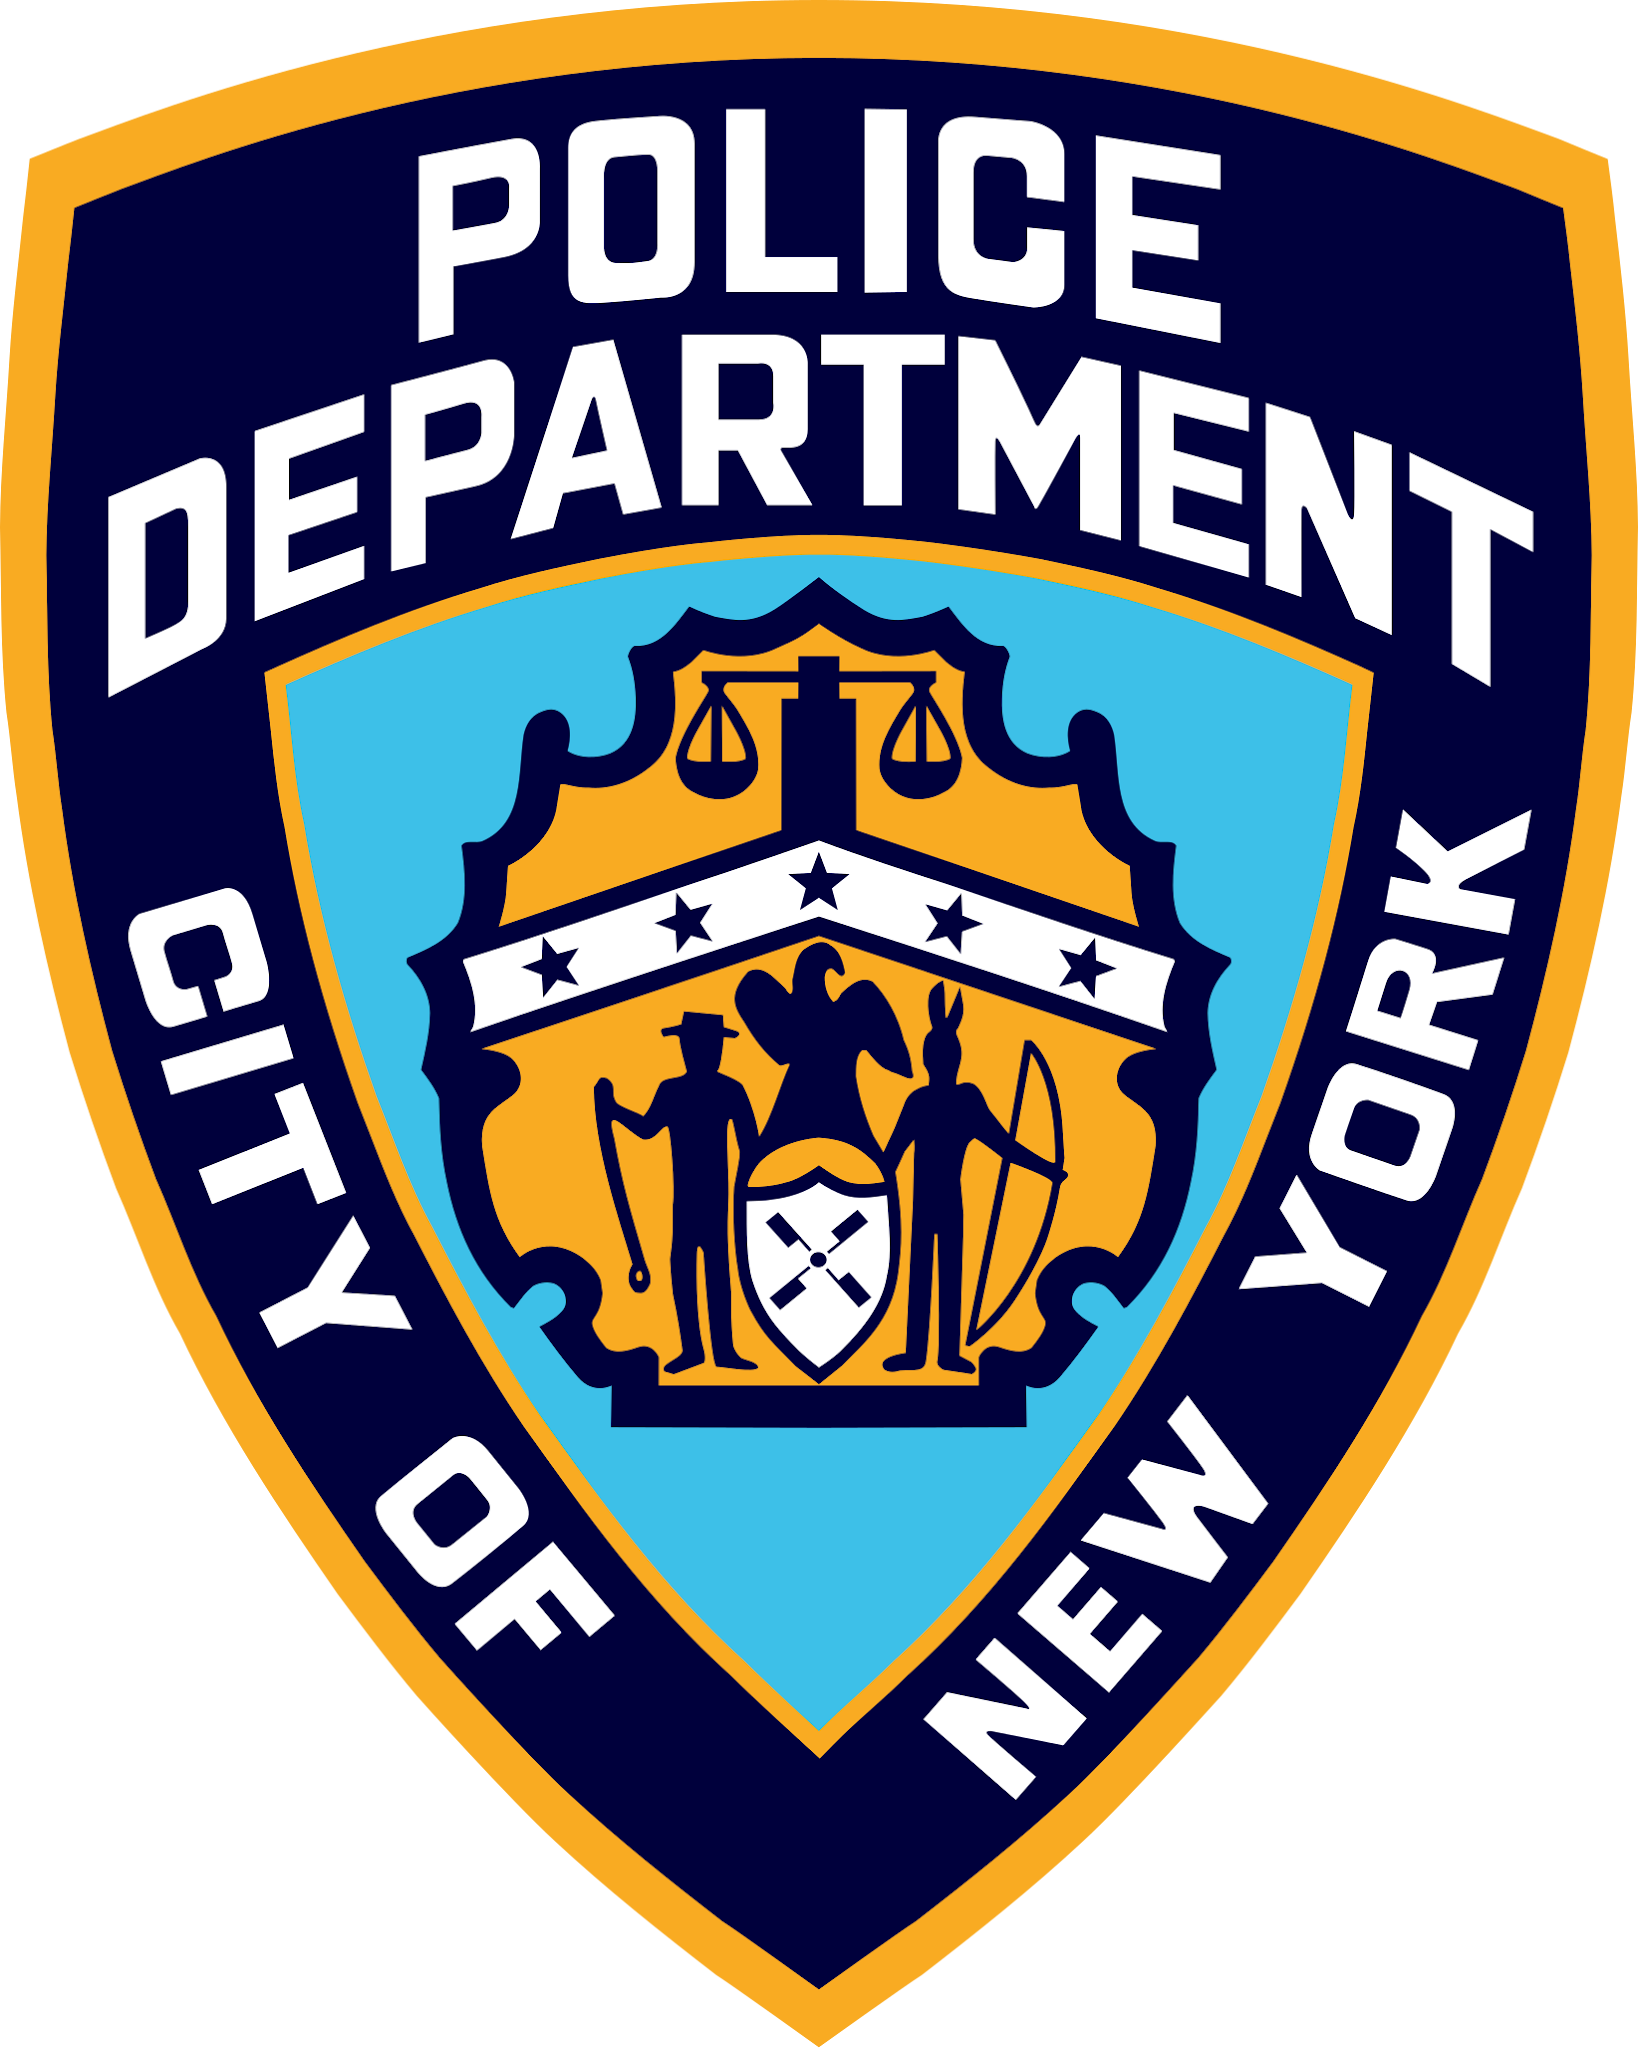 POLICE
DEPARTMENT
CITY OF
NEW YORK